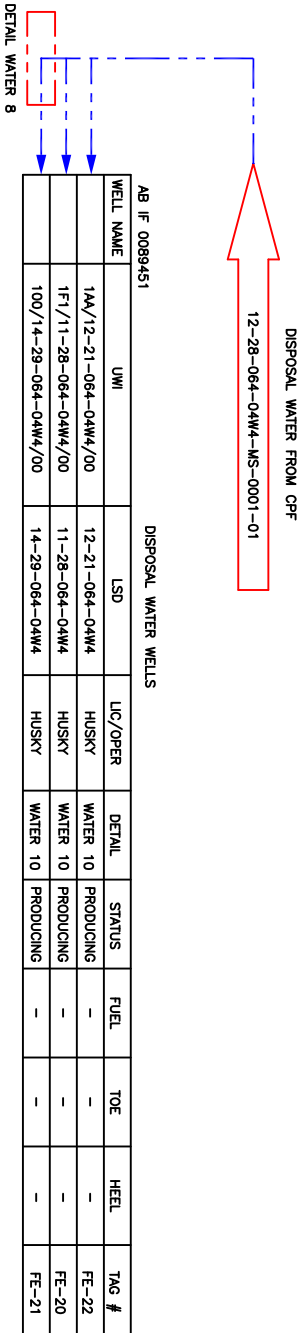 DISPOSAL WATER FROM CPF
12-28-064-04W4-MS-0001-01
DISPOSAL WATER WELLS
AB IF 0089451
WELL NAME UWI LSD LIC/OPER DETAIL STATUS FUEL TOE HEEL TAG #
1AA/12-21-064-04W4/00 12-21-064-04W4 HUSKY WATER 10 PRODUCING - - - FE-22
1F1/11-28-064-04W4/00 11-28-064-04W4 HUSKY WATER 10 PRODUCING - - - FE-20
100/14-29-064-04W4/00 14-29-064-04W4 HUSKY WATER 10 PRODUCING - - - FE-21
DETAIL WATER 8